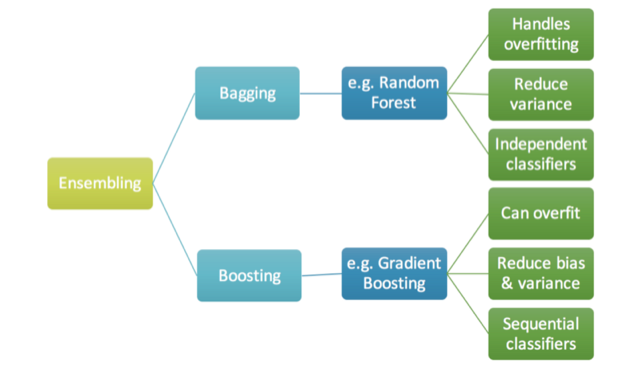 Handles
overfitting
Bagging
e.g. Random
Forest
Reduce
variance
Independent
classifiers
Ensembling
Can overfit
Boosting
e.g. Gradient
Boosting
Reduce bias
& variance
Sequential
classifiers